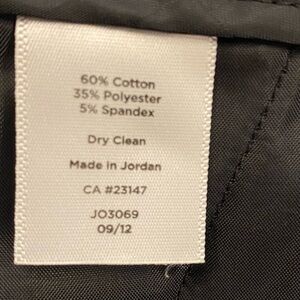 60% Cotton
35% Polyester
5% Spandex
Dry Clean
Made in Jordan
CA #23147
JO3069
09/12